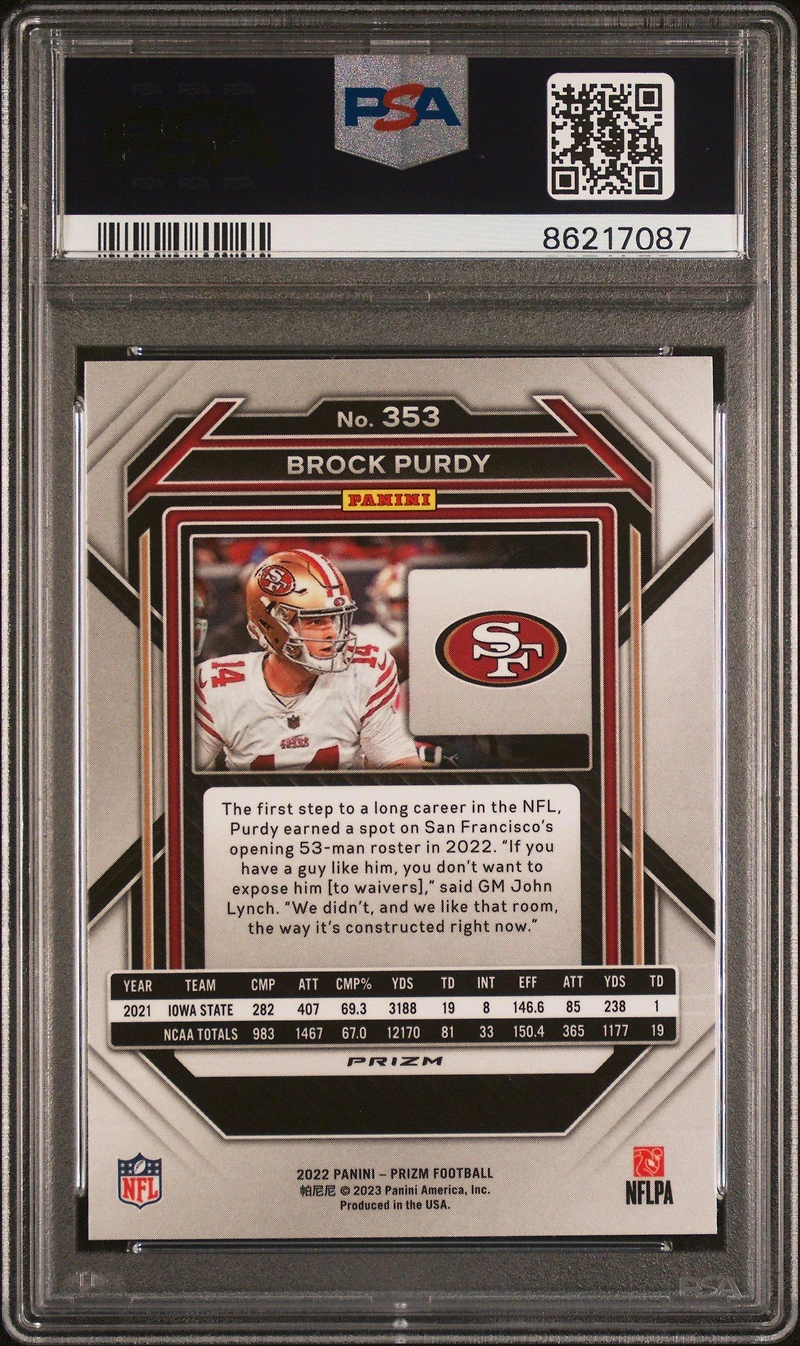 PSA
86217087
No. 353
BROCK PURDY
PANINI
SF
14
14
49ERS
14
The first step to a long career in the NFL,
Purdy earned a spot on San Francisco's
opening 53-man roster in 2022. "If you
have a guy like him, you don't want to
expose him [to waivers]," said GM John
Lynch. "We didn't, and we like that room,
the way it's constructed right now."
YEAR TEAM CMP ATT CMP% YDS TD INT EFF ATT YDS TD
2021 IOWA STATE 282 407 69.3 3188 19 8 146.6 85 238 1
NCAA TOTALS 983 1467 67.0 12170 81 33 150.4 365 1177 19
PRIZM
2022 PANINI – PRIZM FOOTBALL
帕尼尼 © 2023 Panini America, Inc.
Produced in the USA.
NFL
NFLPA
PSA